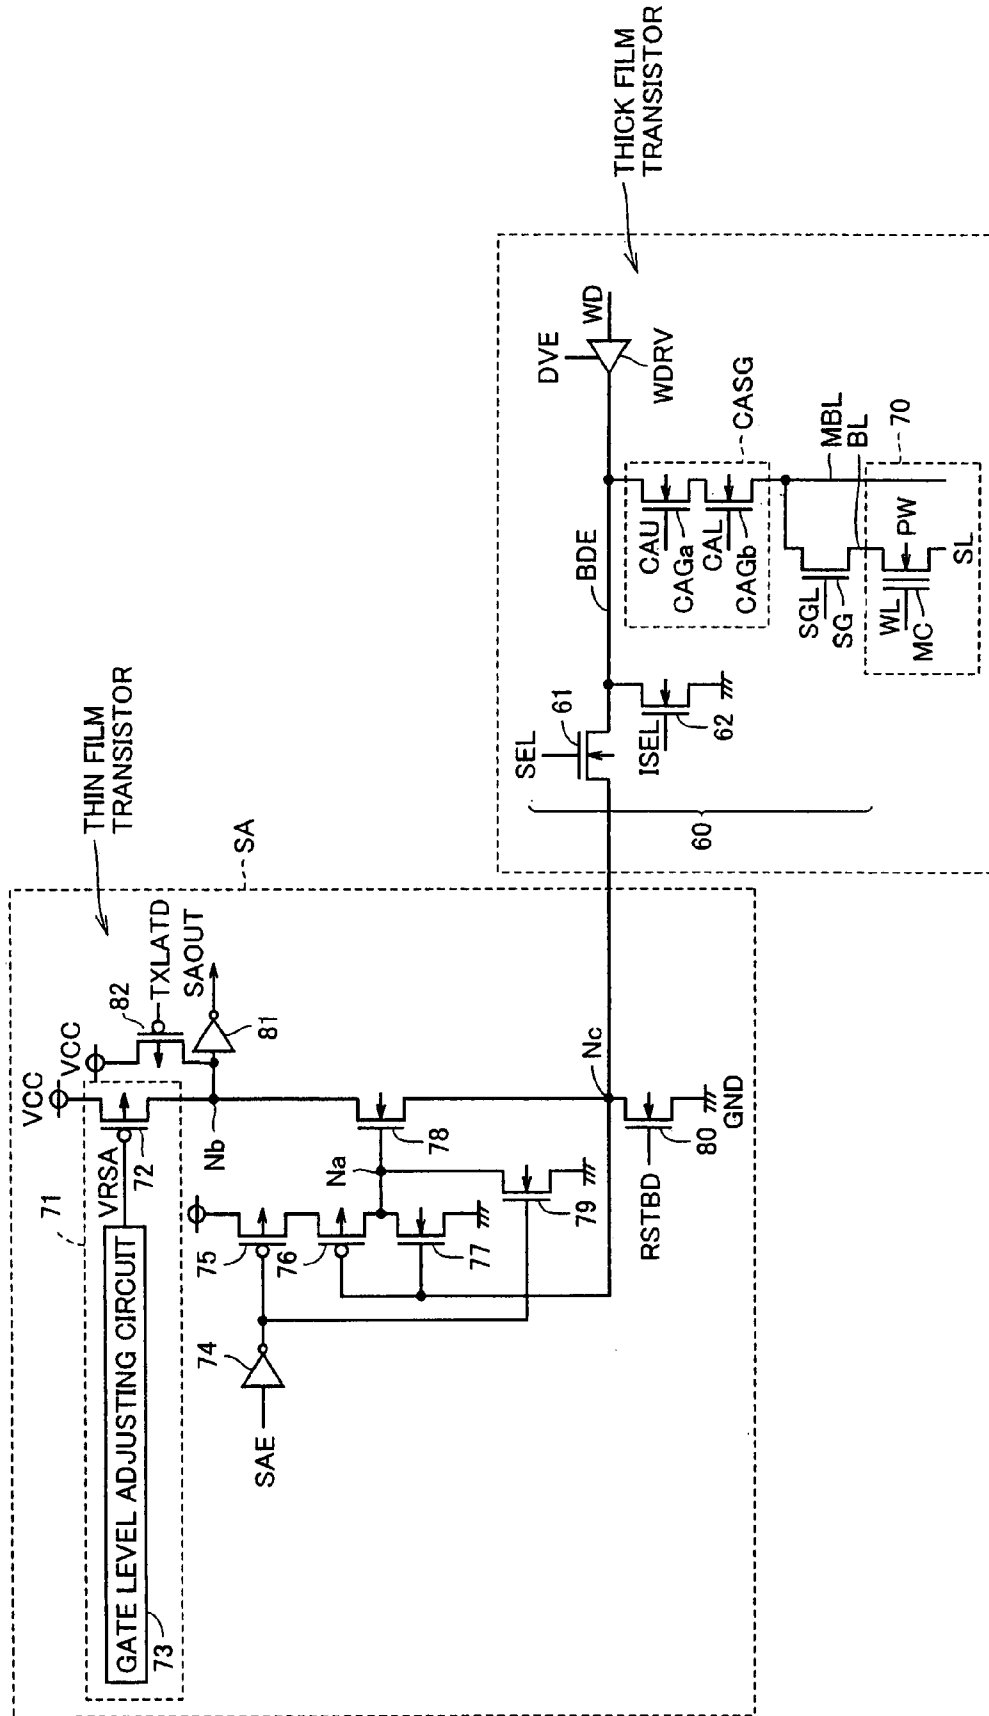 THIN FILM
TRANSISTOR
THICK FILM
TRANSISTOR
SA
71
VCC
VCC
82
TXLATD
SAOUT
81
VRSA
72
GATE LEVEL ADJUSTING CIRCUIT
73
Nb
75
76
Na
78
77
74
SAE
79
Nc
RSTBD
80
GND
SEL
61
BDE
DVE
WD
WDRV
ISEL
62
60
CAU
CAGa
CAL
CAGb
CASG
SGL
SG
MBL
BL
70
WL
MC
PW
SL